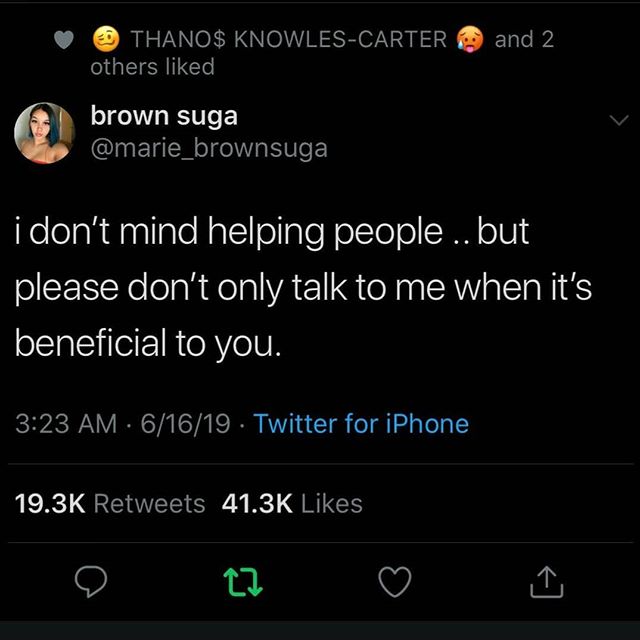 🥴 THANO$ KNOWLES-CARTER 🥵 and 2
others liked
brown suga
@marie_brownsuga
i don’t mind helping people .. but
please don’t only talk to me when it’s
beneficial to you.
3:23 AM · 6/16/19 · Twitter for iPhone
19.3K Retweets 41.3K Likes